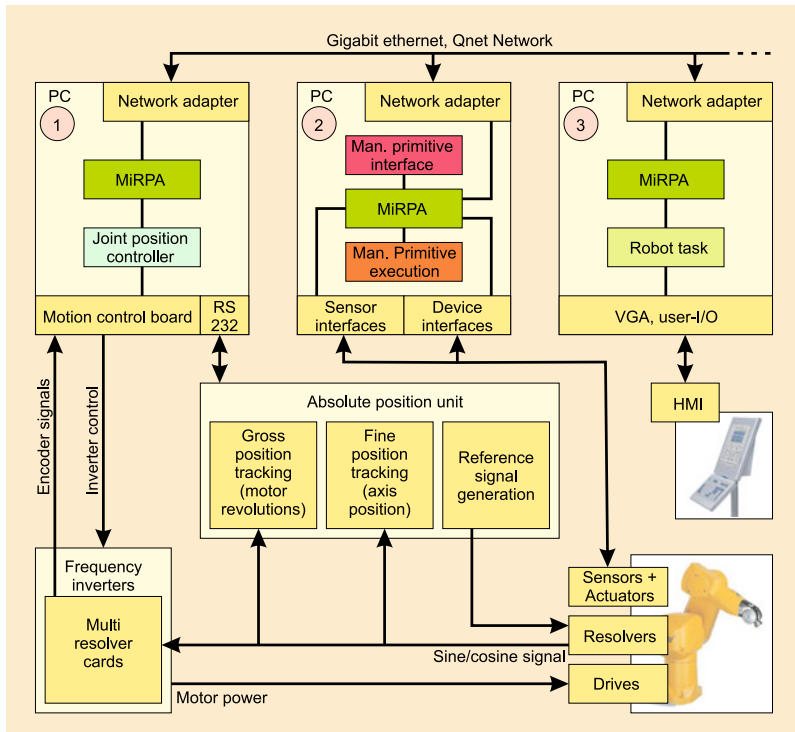 Gigabit ethernet, Qnet Network
PC
1
Network adapter
MiRPA
Joint position
controller
Motion control board
RS
232
PC
2
Network adapter
Man. primitive
interface
MiRPA
Man. Primitive
execution
Sensor
interfaces
Device
interfaces
PC
3
Network adapter
MiRPA
Robot task
VGA, user-I/O
HMI
Encoder signals
Inverter control
Absolute position unit
Gross
position
tracking
(motor
revolutions)
Fine
position
tracking
(axis
position)
Reference
signal
generation
Frequency
inverters
Multi
resolver
cards
Sensors +
Actuators
Resolvers
Sine/cosine signal
Drives
Motor power